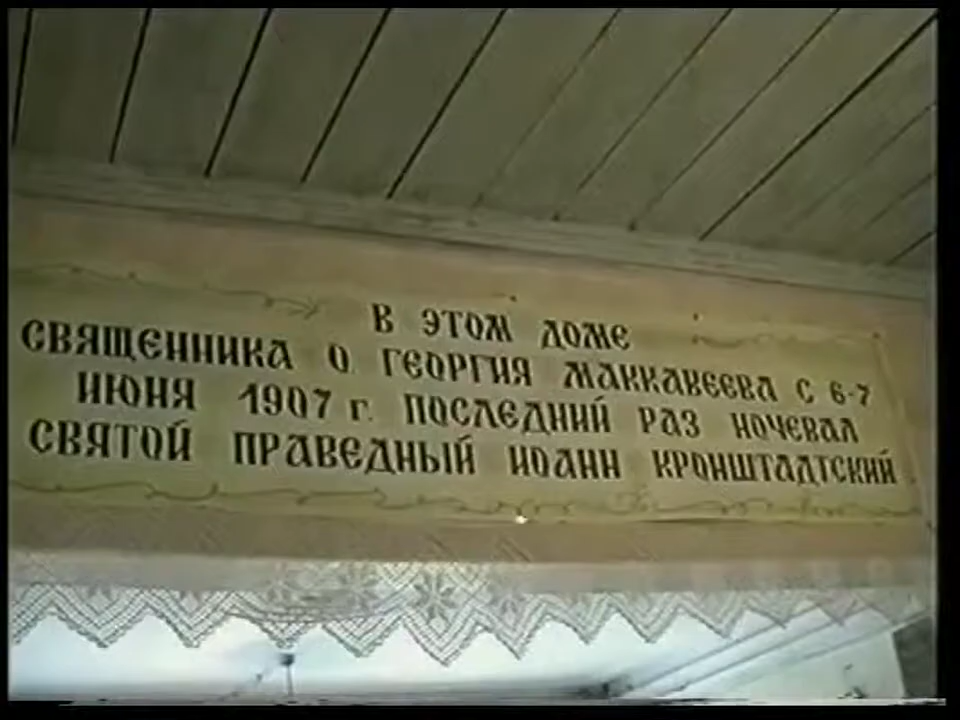 В ЭТОМ ДОМЕ
СВЯЩЕННИКА О. ГЕОРГИЯ МАККАВЕЕВА С 6-7
ИЮНЯ 1907 г. ПОСЛЕДНИЙ РАЗ НОЧЕВАЛ
СВЯТОЙ ПРАВЕДНЫЙ ИОАНН КРОНШТАДТСКИЙ.